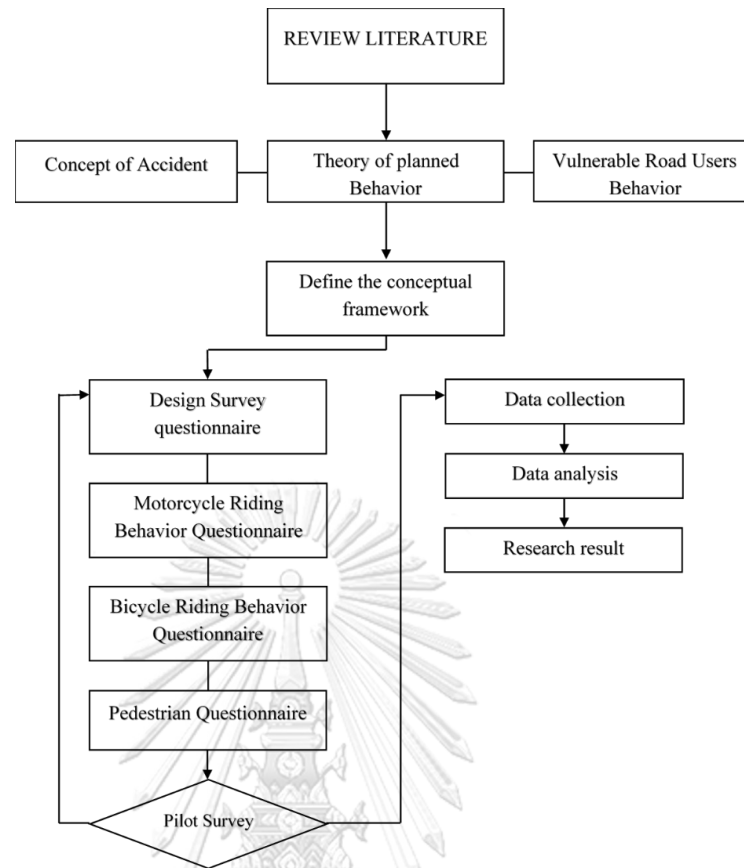 REVIEW LITERATURE
Concept of Accident
Theory of planned
Behavior
Vulnerable Road Users
Behavior
Define the conceptual
framework
Design Survey
questionnaire
Motorcycle Riding
Behavior Questionnaire
Bicycle Riding Behavior
Questionnaire
Pedestrian Questionnaire
Pilot Survey
Data collection
Data analysis
Research result